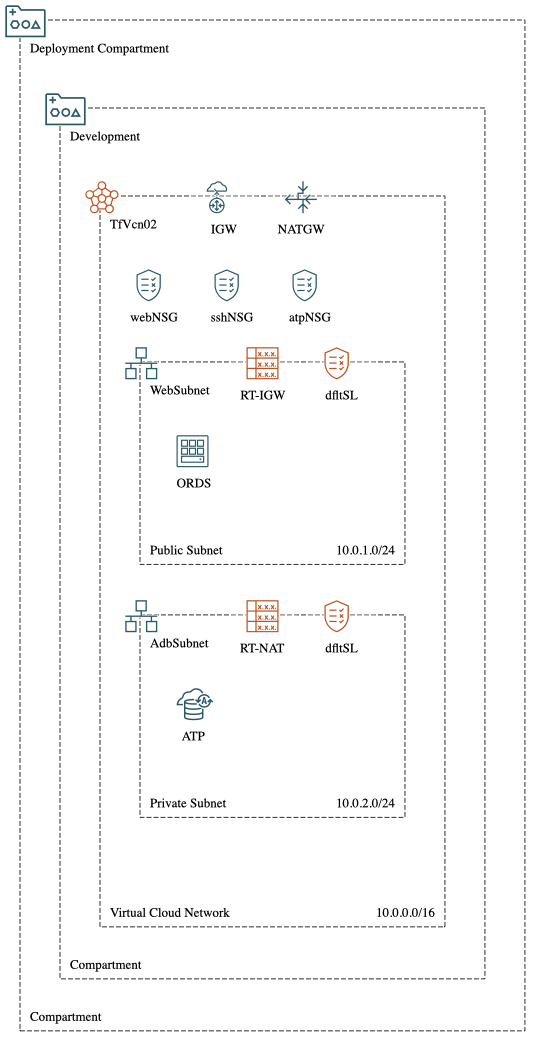 Deployment Compartment
Development
TfVcn02
IGW
NATGW
webNSG
sshNSG
atpNSG
WebSubnet
RT-IGW
dfltSL
ORDS
Public Subnet
10.0.1.0/24
AdbSubnet
RT-NAT
dfltSL
ATP
Private Subnet
10.0.2.0/24
Virtual Cloud Network
10.0.0.0/16
Compartment
Compartment